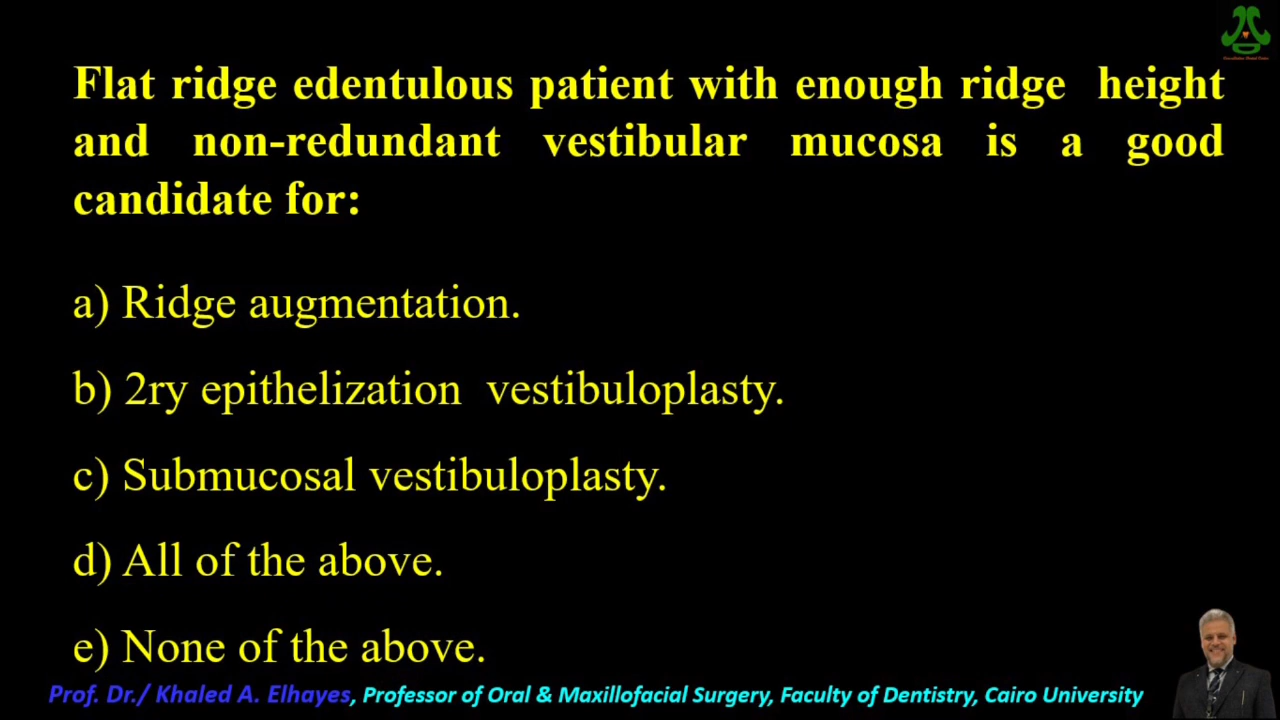 Flat ridge edentulous patient with enough ridge height
and non-redundant vestibular mucosa is a good
candidate for:
a) Ridge augmentation.
b) 2ry epithelization vestibuloplasty.
c) Submucosal vestibuloplasty.
d) All of the above.
e) None of the above.
Prof. Dr./ Khaled A. Elhayes, Professor of Oral & Maxillofacial Surgery, Faculty of Dentistry, Cairo University